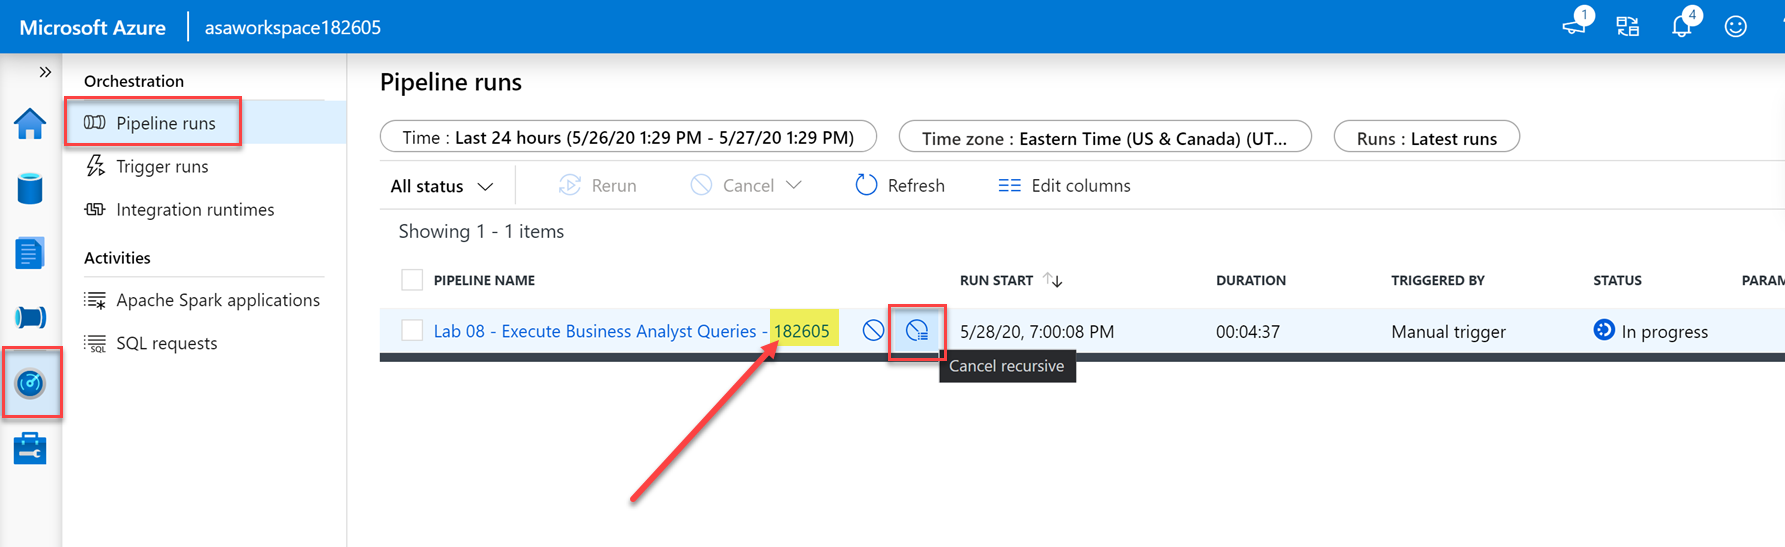 Microsoft Azure
asaworkspace182605
1
4
Orchestration
Pipeline runs
Trigger runs
Integration runtimes
Activities
Apache Spark applications
SQL
SQL requests
Pipeline runs
Time : Last 24 hours (5/26/20 1:29 PM - 5/27/20 1:29 PM)
Time zone : Eastern Time (US & Canada) (UT...
Runs : Latest runs
All status
Rerun
Cancel
Refresh
Edit columns
Showing 1 - 1 items
PIPELINE NAME
RUN START
DURATION
TRIGGERED BY
STATUS
PARAM
Lab 08 - Execute Business Analyst Queries - 182605
5/28/20, 7:00:08 PM
00:04:37
Manual trigger
In progress
Cancel recursive